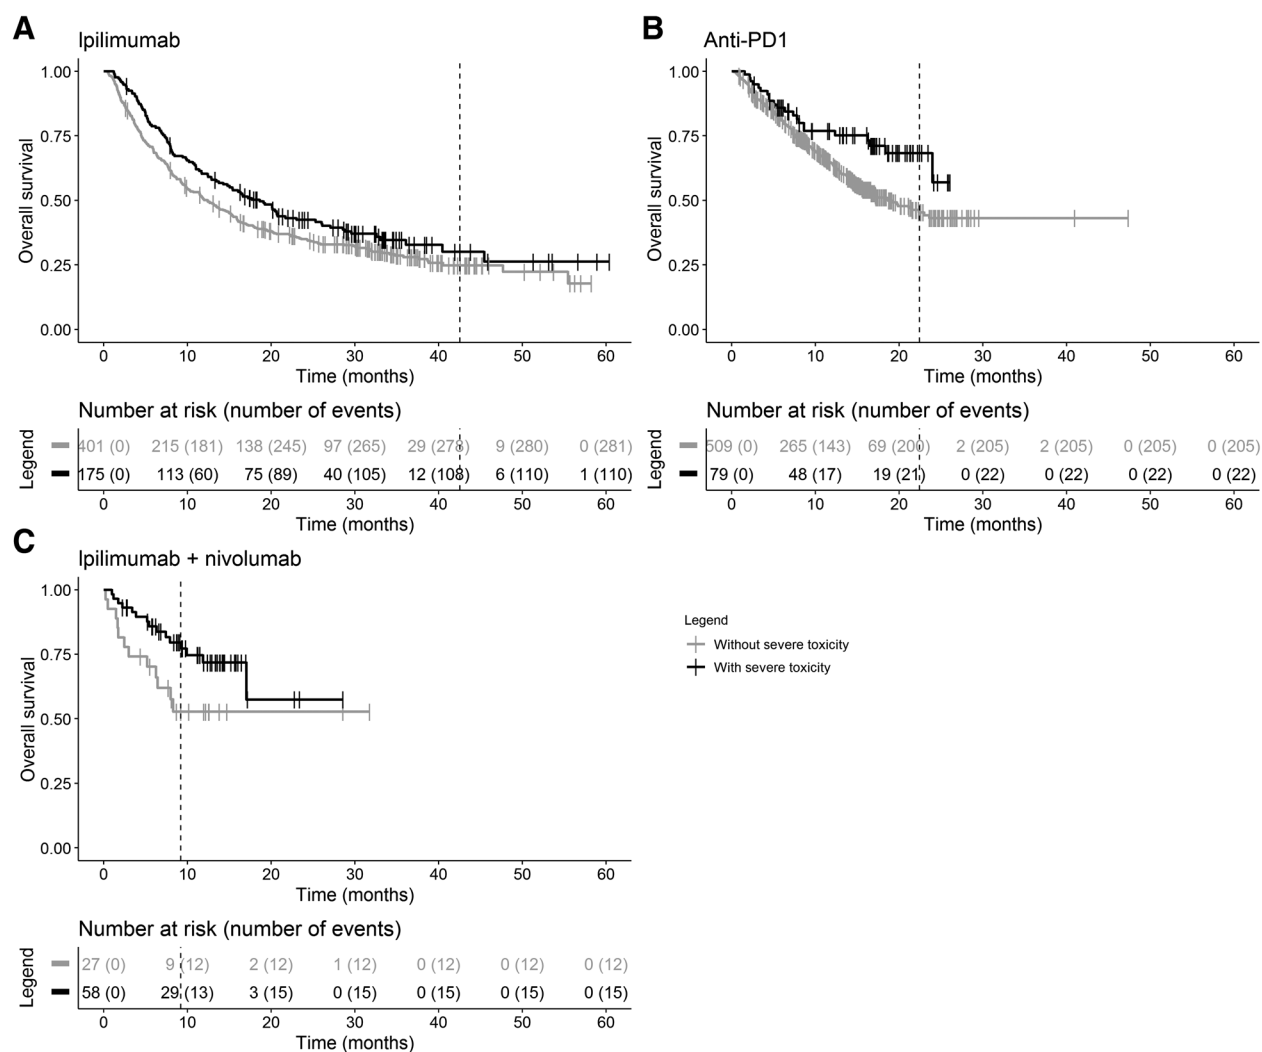 A
Ipilimumab
1.00
0.75
0.50
0.25
0.00
Overall survival
0 10 20 30 40 50 60
Time (months)
Number at risk (number of events)
Legend
401 (0) 215 (181) 138 (245) 97 (265) 29 (278) 9 (280) 0 (281)
175 (0) 113 (60) 75 (89) 40 (105) 12 (108) 6 (110) 1 (110)
0 10 20 30 40 50 60
Time (months)
B
Anti-PD1
1.00
0.75
0.50
0.25
0.00
Overall survival
0 10 20 30 40 50 60
Time (months)
Number at risk (number of events)
Legend
509 (0) 265 (143) 69 (200) 2 (205) 2 (205) 0 (205) 0 (205)
79 (0) 48 (17) 19 (21) 0 (22) 0 (22) 0 (22) 0 (22)
0 10 20 30 40 50 60
Time (months)
C
Ipilimumab + nivolumab
1.00
0.75
0.50
0.25
0.00
Overall survival
0 10 20 30 40 50 60
Time (months)
Number at risk (number of events)
Legend
27 (0) 9 (12) 2 (12) 1 (12) 0 (12) 0 (12) 0 (12)
58 (0) 29 (13) 3 (15) 0 (15) 0 (15) 0 (15) 0 (15)
0 10 20 30 40 50 60
Time (months)
Legend
Without severe toxicity
With severe toxicity